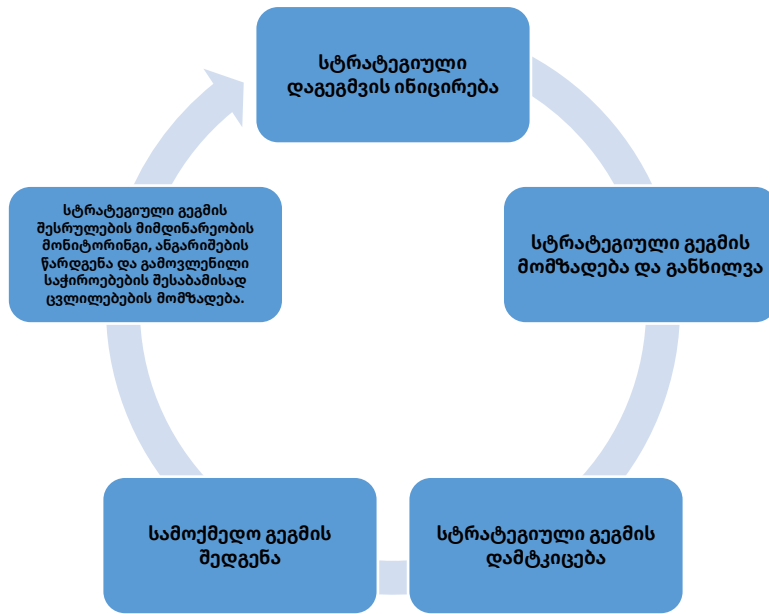 სტრატეგიული
დაგეგმვის ინიცირება
სტრატეგიული გეგმის
მომზადება და განხილვა
სტრატეგიული გეგმის
დამტკიცება
სამოქმედო გეგმის
შედგენა
სტრატეგიული გეგმის
შესრულების მიმდინარეობის
მონიტორინგი, ანგარიშების
წარდგენა და გამოვლენილი
საჭიროებების შესაბამისად
ცვლილებების მომზადება.